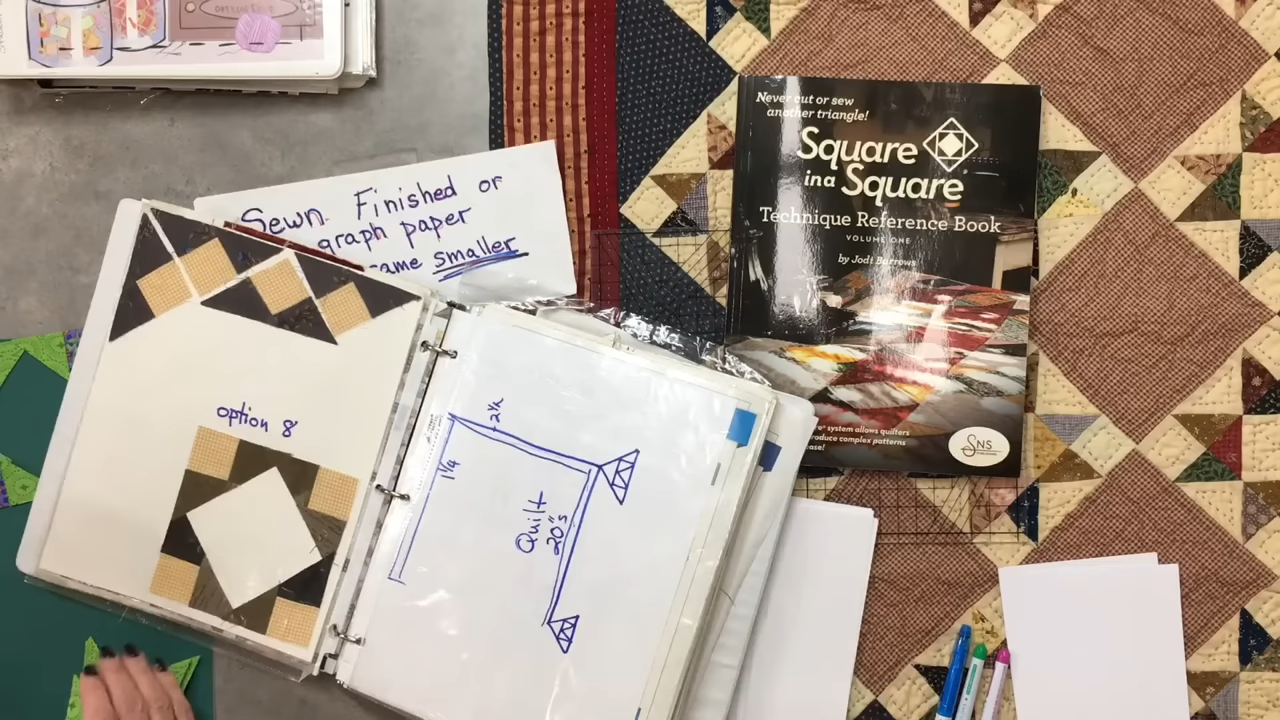 Never cut or sew
another triangle!
Square
in a Square
Technique Reference Book
VOLUME ONE
by Jodi Barrows
system allows quilters
produce complex patterns
SNS
Sewn Finished or
graph paper
smaller
option 8
2½
1¼
Quilt
20"s